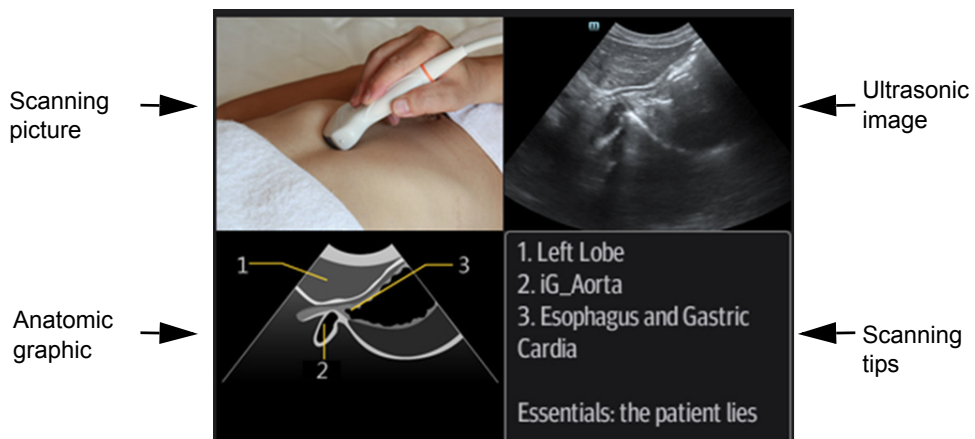 Scanning
picture
Ultrasonic
image
1
3
2
1. Left Lobe
2. iG_Aorta
3. Esophagus and Gastric
Cardia
Essentials: the patient lies
Anatomic
graphic
Scanning
tips